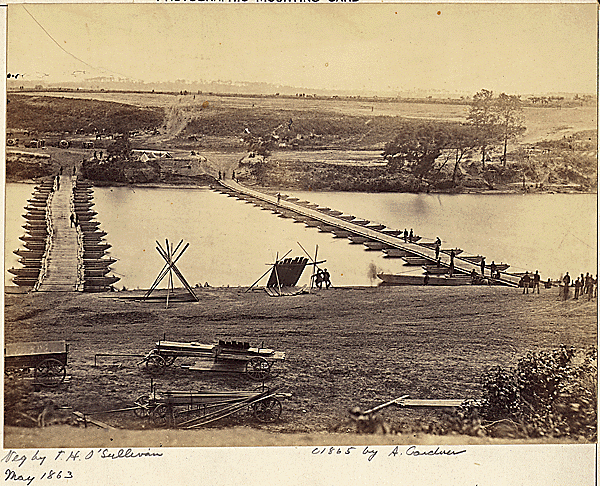 PHOTOGRAPHIC MOUNTING CARD
Neg by T. H. O'Sullivan
c1865 by A. Gardner
May 1863